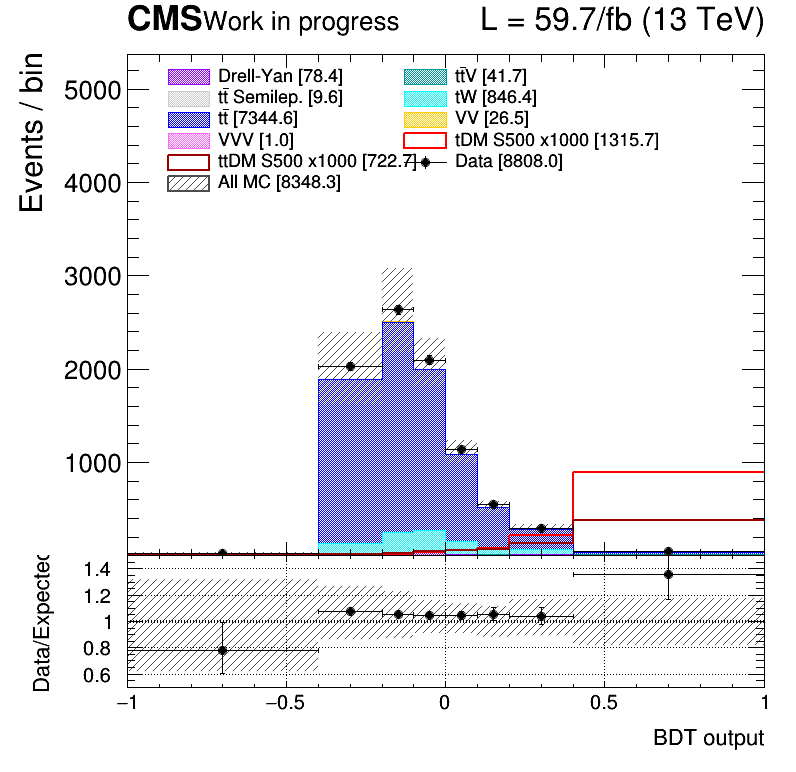 CMS Work in progress L = 59.7/fb (13 TeV)
Events / bin
5000
4000
3000
2000
1000
Drell-Yan [78.4] tt̄V [41.7]
tt̄ Semilep. [9.6] tW [846.4]
tt̄ [7344.6] VV [26.5]
VVV [1.0] tDM S500 x1000 [1315.7]
ttDM S500 x1000 [722.7] Data [8808.0]
All MC [8348.3]
Data/Expected
1.4
1.2
1
0.8
0.6
−1 −0.5 0 0.5 1
BDT output